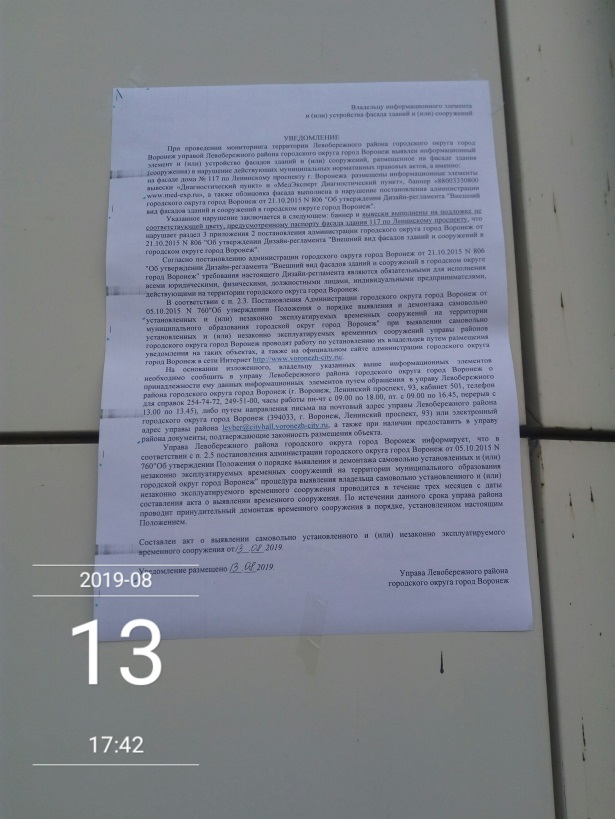 Владельцу информационного элемента
и (или) устройства фасада зданий и (или) сооружений
УВЕДОМЛЕНИЕ
При проведении мониторинга территории Левобережного района городского округа город
Воронеж управой Левобережного района городского округа город Воронеж выявлен информационный
элемент и (или) устройство фасадов зданий и (или) сооружений, размещенное на фасаде здания
(сооружения) в нарушение действующих муниципальных нормативных правовых актов, а именно:
на фасаде дома № 117 по Ленинскому проспекту г. Воронежа размещены информационные элементы:
вывески «Диагностический пункт» и «МедЭксперт Диагностический пункт», баннер «88003330800
www.md-exp.ru», а также облицовка фасада выполнена в нарушение постановления администрации
городского округа город Воронеж от 21.10.2015 N 806 "Об утверждении Дизайн-регламента "Внешний
вид фасадов зданий и сооружений в городском округе город Воронеж".
Указанное нарушение заключается в следующем: баннер и вывески выполнены на подложке не
соответствующей цвету, предусмотренному паспорту фасада здания 117 по Ленинскому проспекту, что
нарушает раздел 3 приложения 2 постановления администрации городского округа город Воронеж от
21.10.2015 N 806 "Об утверждении Дизайн-регламента "Внешний вид фасадов зданий и сооружений в
городском округе город Воронеж".
Согласно постановлению администрации городского округа город Воронеж от 21.10.2015 N 806
"Об утверждении Дизайн-регламента "Внешний вид фасадов зданий и сооружений в городском округе
город Воронеж" требования настоящего Дизайн-регламента являются обязательными для исполнения
всеми юридическими, физическими, должностными лицами, индивидуальными предпринимателями,
действующими на территории городского округа город Воронеж.
В соответствии с п. 2.3. Постановления Администрации городского округа город Воронеж от
05.10.2015 N 760"Об утверждении Положения о порядке выявления и демонтажа самовольно
установленных и (или) незаконно эксплуатируемых временных сооружений на территории
муниципального образования городской округ город Воронеж" при выявлении самовольно
установленных и (или) незаконно эксплуатируемых временных сооружений управы районов
городского округа город Воронеж проводят работу по установлению их владельцев путем размещения
уведомления на таких объектах, а также на официальном сайте администрации городского округа
город Воронеж в сети Интернет http://www.voronezh-city.ru;
На основании изложенного, владельцу указанных выше информационных элементов
необходимо сообщить в управу Левобережного района городского округа город Воронеж о
принадлежности ему данных информационных элементов путем обращения в управу Левобережного
района городского округа город Воронеж (г. Воронеж, Ленинский проспект, 93, кабинет 501, телефон
для справок 254-74-72, 249-51-00, часы работы пн-чт с 09.00 по 18.00, пт. с 09.00 по 16.45, перерыв с
13.00 по 13.45), либо путем направления письма на почтовый адрес управы Левобережного района
городского округа город Воронеж (394033, г. Воронеж, Ленинский проспект, 93) или электронный
адрес управы района levber@cityhall.voronezh-city.ru, а также при наличии предоставить в управу
района документы, подтверждающие законность размещения объекта.
Управа Левобережного района городского округа город Воронеж информирует, что в
соответствии с п. 2.5 постановления администрации городского округа город Воронеж от 05.10.2015 N
760"Об утверждении Положения о порядке выявления и демонтажа самовольно установленных и (или)
незаконно эксплуатируемых временных сооружений на территории муниципального образования
городской округ город Воронеж" процедура выявления владельца самовольно установленного и (или)
незаконно эксплуатируемого временного сооружения проводится в течение трех месяцев с даты
составления акта о выявлении временного сооружения. По истечении данного срока управа района
проводит принудительный демонтаж временного сооружения в порядке, установленном настоящим
Положением.
Составлен акт о выявлении самовольно установленного и (или) незаконно эксплуатируемого
временного сооружения от 13 .08 .2019.
Уведомление размещено 13 .08 2019.
Управа Левобережного района
городского округа город Воронеж
2019-08
13
17:42